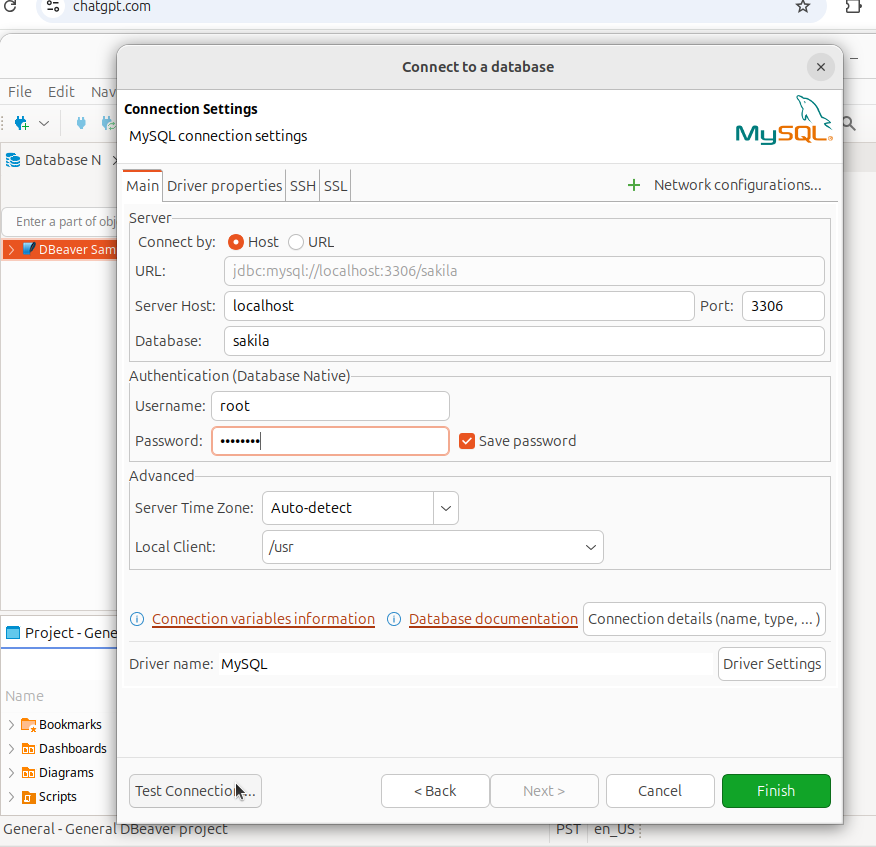 chatgpt.com
Connect to a database
File Edit Nav
Connection Settings
MySQL connection settings
MySQL
Database N
Main Driver properties SSH SSL Network configurations...
Enter a part of obj
DBeaver Sam
Server
Connect by: Host URL
URL: jdbc:mysql://localhost:3306/sakila
Server Host: localhost Port: 3306
Database: sakila
Authentication (Database Native)
Username: root
Password: •••••••• Save password
Advanced
Server Time Zone: Auto-detect
Local Client: /usr
Connection variables information Database documentation Connection details (name, type, ... )
Project - Gene
Driver name: MySQL Driver Settings
Name
Bookmarks
Dashboards
Diagrams
Scripts
Test Connection ... < Back Next > Cancel Finish
General - General DBeaver project PST en_US